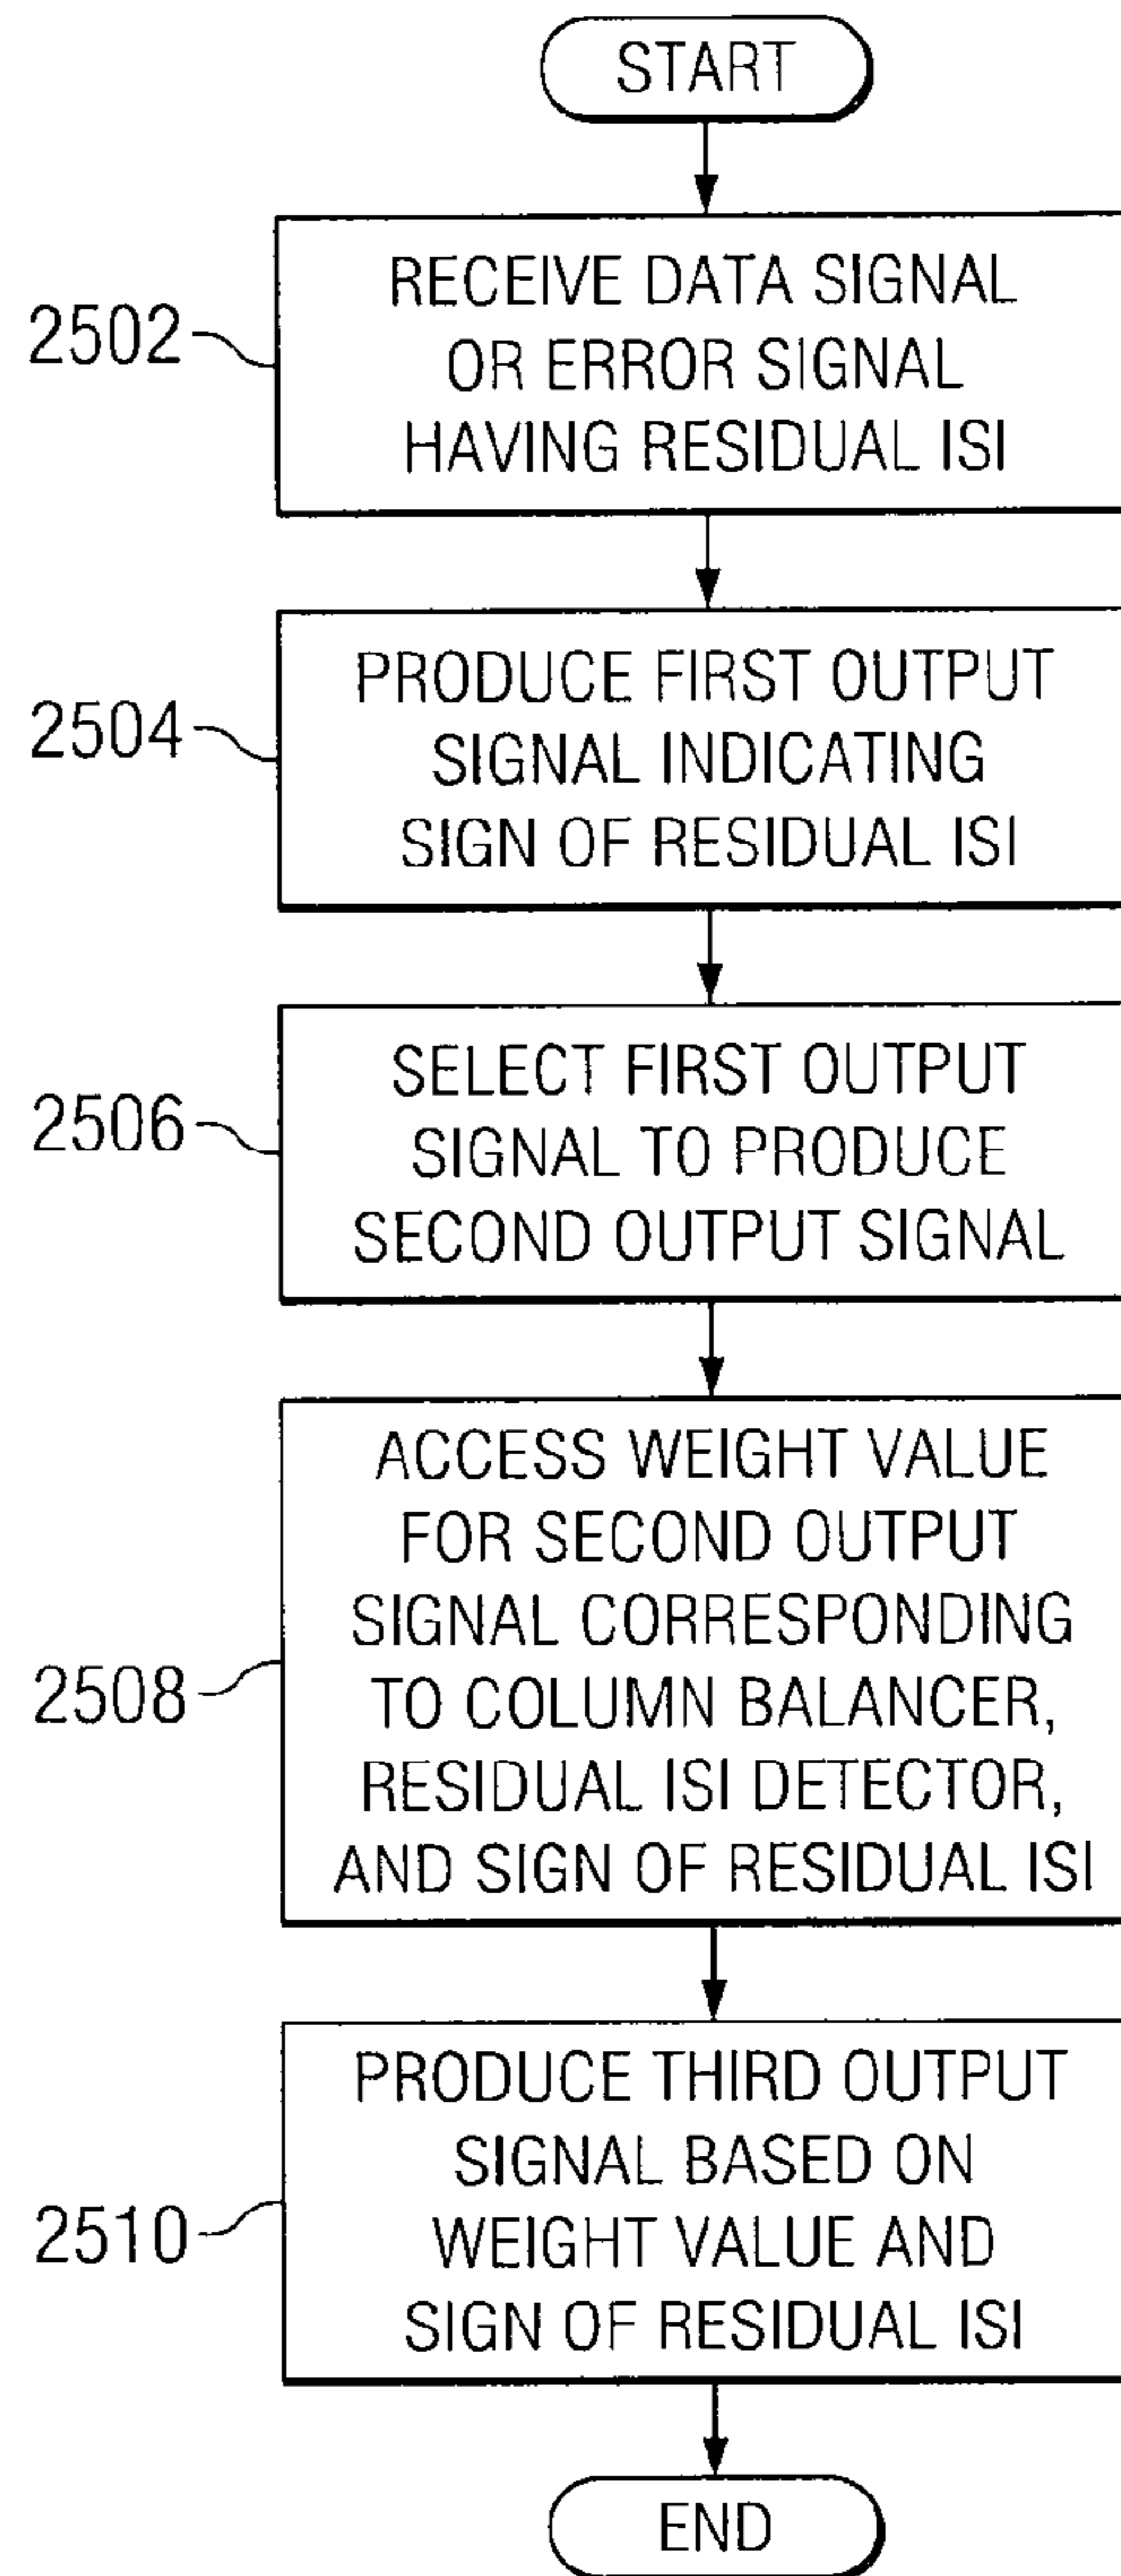 START
2502
RECEIVE DATA SIGNAL
OR ERROR SIGNAL
HAVING RESIDUAL ISI
2504
PRODUCE FIRST OUTPUT
SIGNAL INDICATING
SIGN OF RESIDUAL ISI
2506
SELECT FIRST OUTPUT
SIGNAL TO PRODUCE
SECOND OUTPUT SIGNAL
2508
ACCESS WEIGHT VALUE
FOR SECOND OUTPUT
SIGNAL CORRESPONDING
TO COLUMN BALANCER,
RESIDUAL ISI DETECTOR,
AND SIGN OF RESIDUAL ISI
2510
PRODUCE THIRD OUTPUT
SIGNAL BASED ON
WEIGHT VALUE AND
SIGN OF RESIDUAL ISI
END